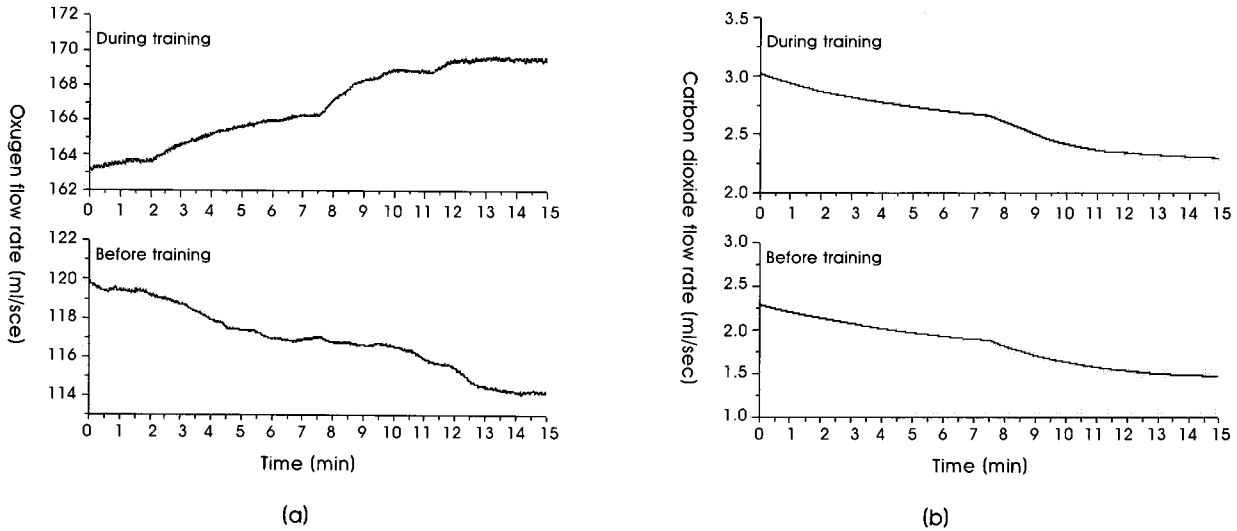 During training
172
170
168
166
164
162
0 1 2 3 4 5 6 7 8 9 10 11 12 13 14 15
Before training
122
120
118
116
114
0 1 2 3 4 5 6 7 8 9 10 11 12 13 14 15
Oxugen flow rate (ml/sce)
Time (min)
(a)
During training
3.5
3.0
2.5
2.0
0 1 2 3 4 5 6 7 8 9 10 11 12 13 14 15
Before training
3.0
2.5
2.0
1.5
1.0
0 1 2 3 4 5 6 7 8 9 10 11 12 13 14 15
Carbon dioxide flow rate (ml/sec)
Time (min)
(b)